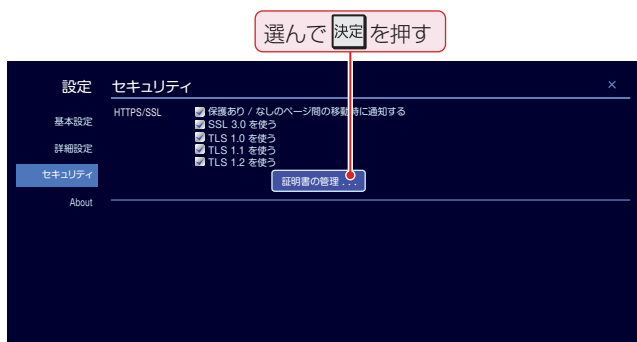 選んで 決定 を押す
設定
セキュリティ
×
HTTPS/SSL
保護あり / なしのページ間の移動時に通知する
基本設定
SSL 3.0 を使う
TLS 1.0 を使う
詳細設定
TLS 1.1 を使う
TLS 1.2 を使う
セキュリティ
証明書の管理 . . .
About